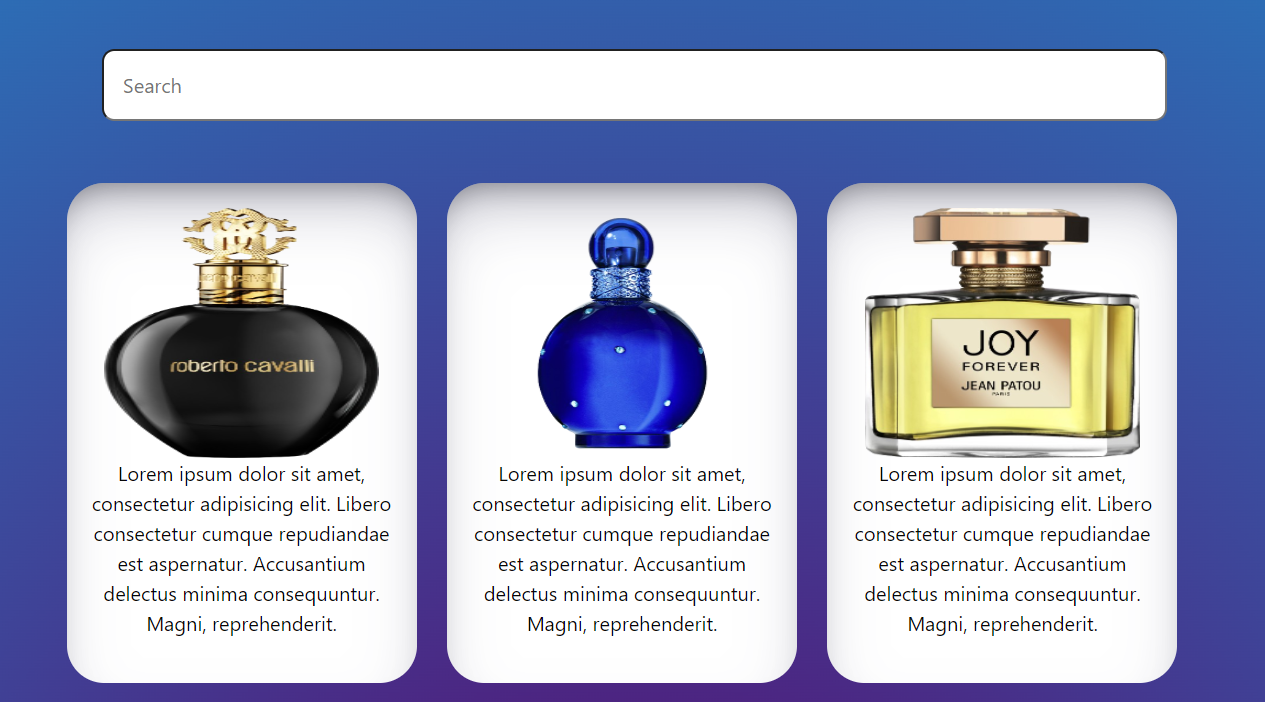 Search
roberto cavalli
JOY
FOREVER
JEAN PATOU
PARIS
Lorem ipsum dolor sit amet,
consectetur adipisicing elit. Libero
consectetur cumque repudiandae
est aspernatur. Accusantium
delectus minima consequuntur.
Magni, reprehenderit.
Lorem ipsum dolor sit amet,
consectetur adipisicing elit. Libero
consectetur cumque repudiandae
est aspernatur. Accusantium
delectus minima consequuntur.
Magni, reprehenderit.
Lorem ipsum dolor sit amet,
consectetur adipisicing elit. Libero
consectetur cumque repudiandae
est aspernatur. Accusantium
delectus minima consequuntur.
Magni, reprehenderit.